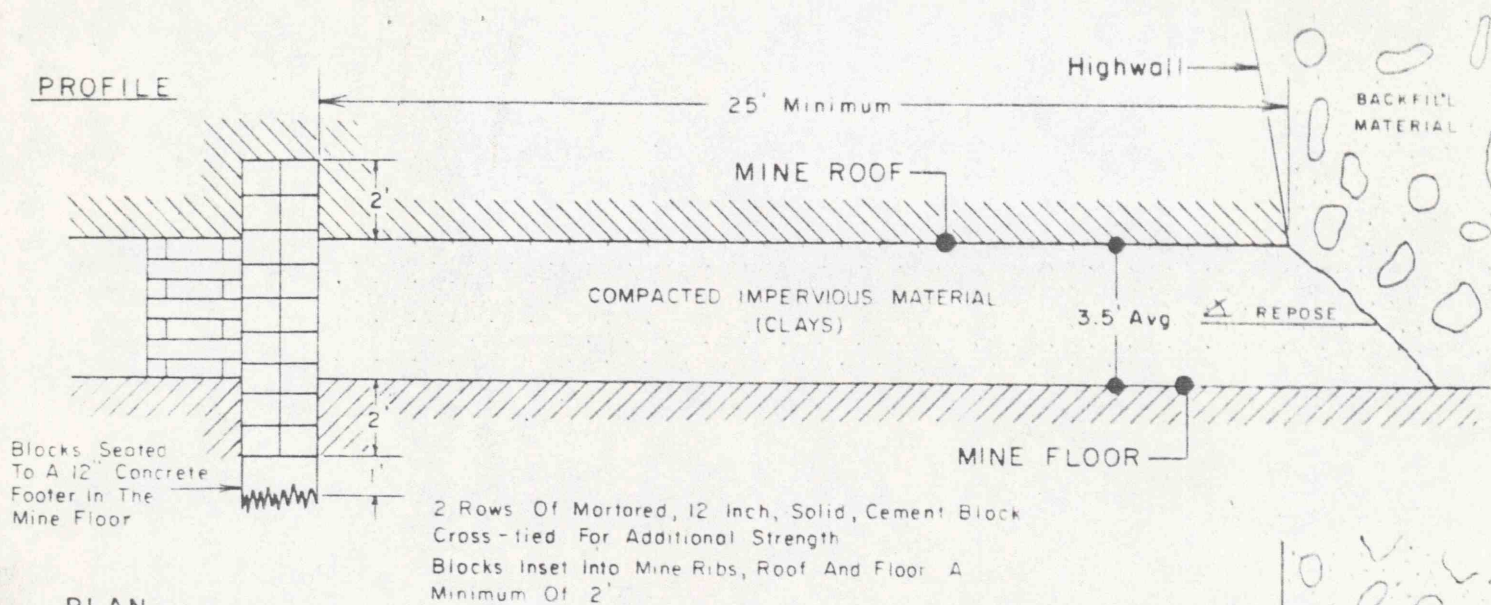 PROFILE
Highwall
25' Minimum
BACKFILL
MATERIAL
MINE ROOF
2'
COMPACTED IMPERVIOUS MATERIAL
(CLAYS)
3.5' Avg
REPOSE
2'
MINE FLOOR
Blocks Seated
To A 12" Concrete
Footer In The
Mine Floor
1'
2 Rows Of Mortared, 12 Inch, Solid, Cement Block
Cross-tied For Additional Strength
Blocks Inset Into Mine Ribs, Roof And Floor A
Minimum Of 2'
PLAN